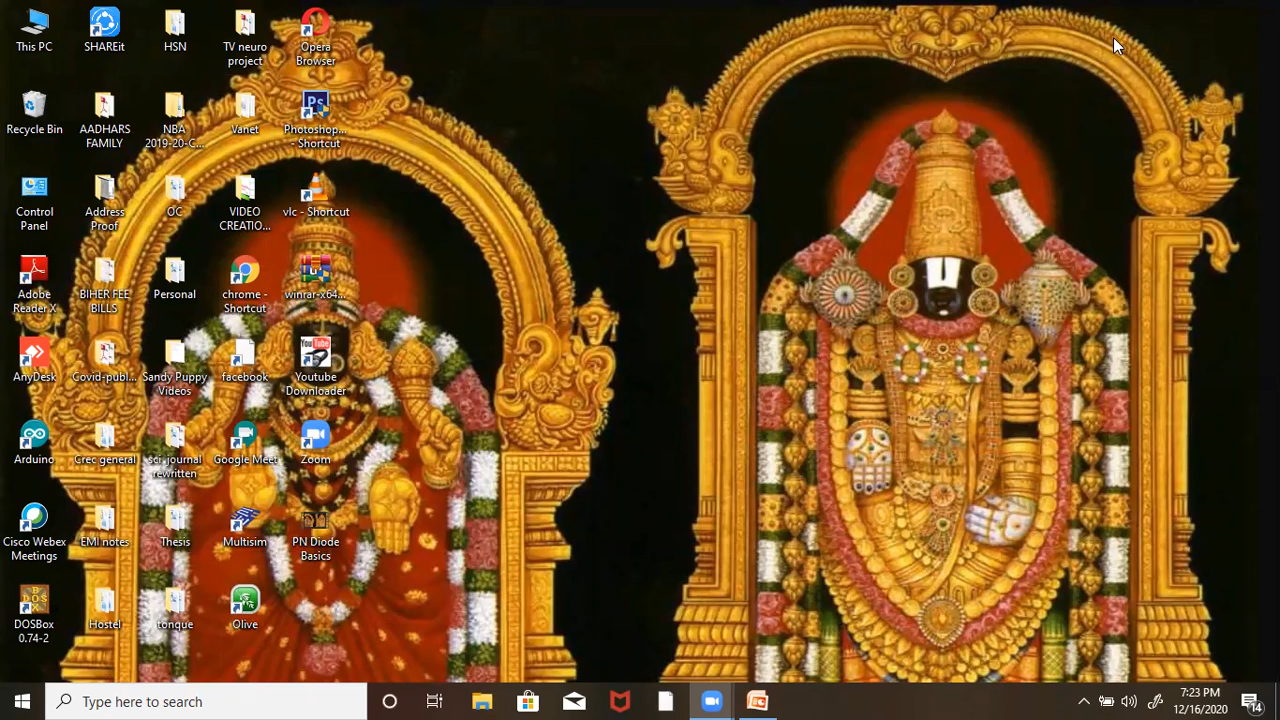 This PC
SHAREit
HSN
TV neuro
project
Opera
Browser
Recycle Bin
AADHARS
FAMILY
NBA
2019-20-C...
Vanet
Photoshop...
- Shortcut
Control
Panel
Address
Proof
OC
VIDEO
CREATIO...
vlc - Shortcut
Adobe
Reader X
BIHER FEE
BILLS
Personal
chrome -
Shortcut
winrar-x64...
AnyDesk
Covid-publ...
Sandy Puppy
Videos
facebook
Youtube
Downloader
Arduino
Crec general
sci journal
rewritten
Google Meet
Zoom
Cisco Webex
Meetings
EMI notes
Thesis
Multisim
PN Diode
Basics
DOSBox
0.74-2
Hostel
tongue
Olive
Type here to search
7:23 PM
12/16/2020
14